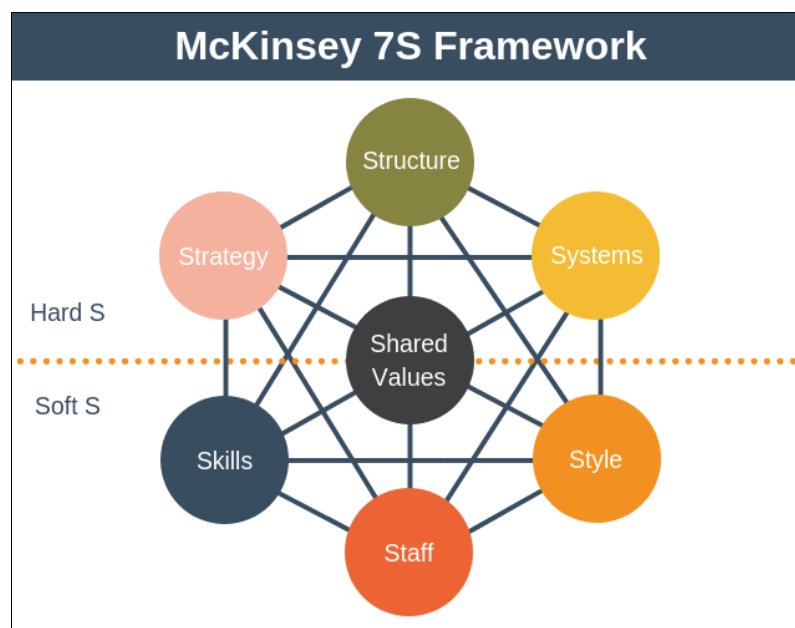 McKinsey 7S Framework
Structure
Strategy
Systems
Hard S
Shared
Values
Soft S
Skills
Style
Staff